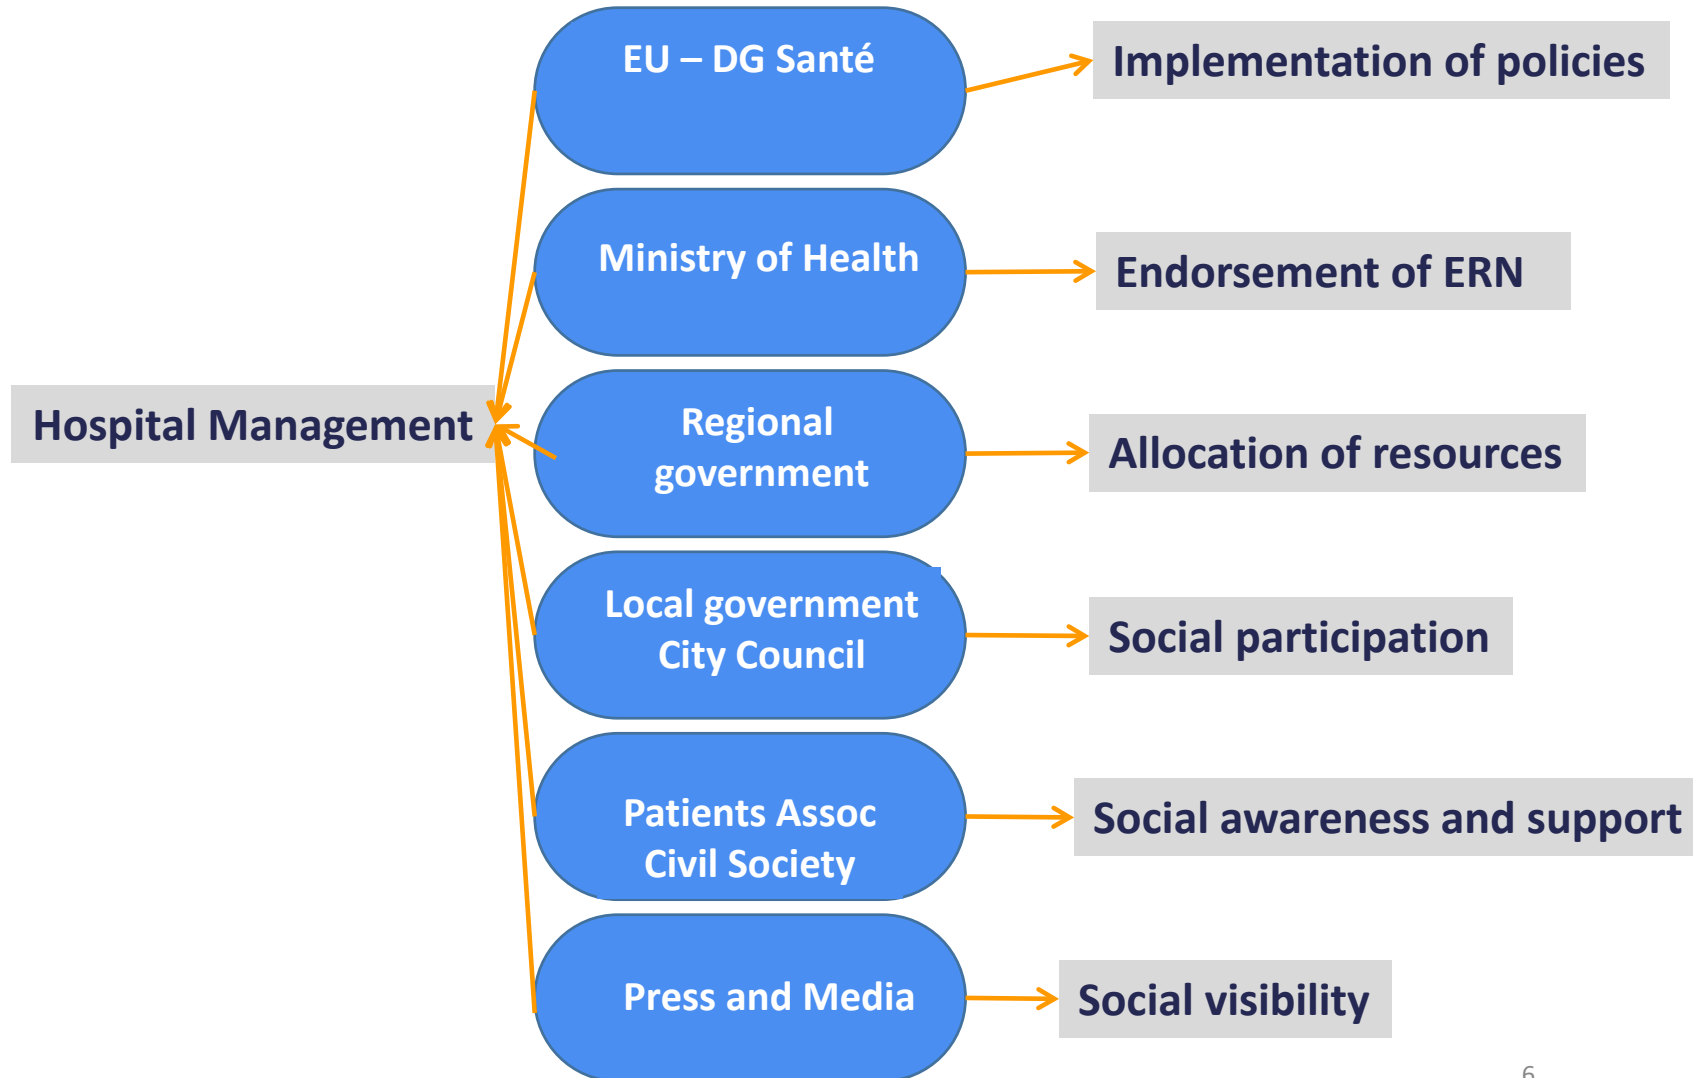 EU – DG Santé
Implementation of policies
Ministry of Health
Endorsement of ERN
Hospital Management
Regional
government
Allocation of resources
Local government
City Council
Social participation
Patients Assoc
Civil Society
Social awareness and support
Press and Media
Social visibility
6